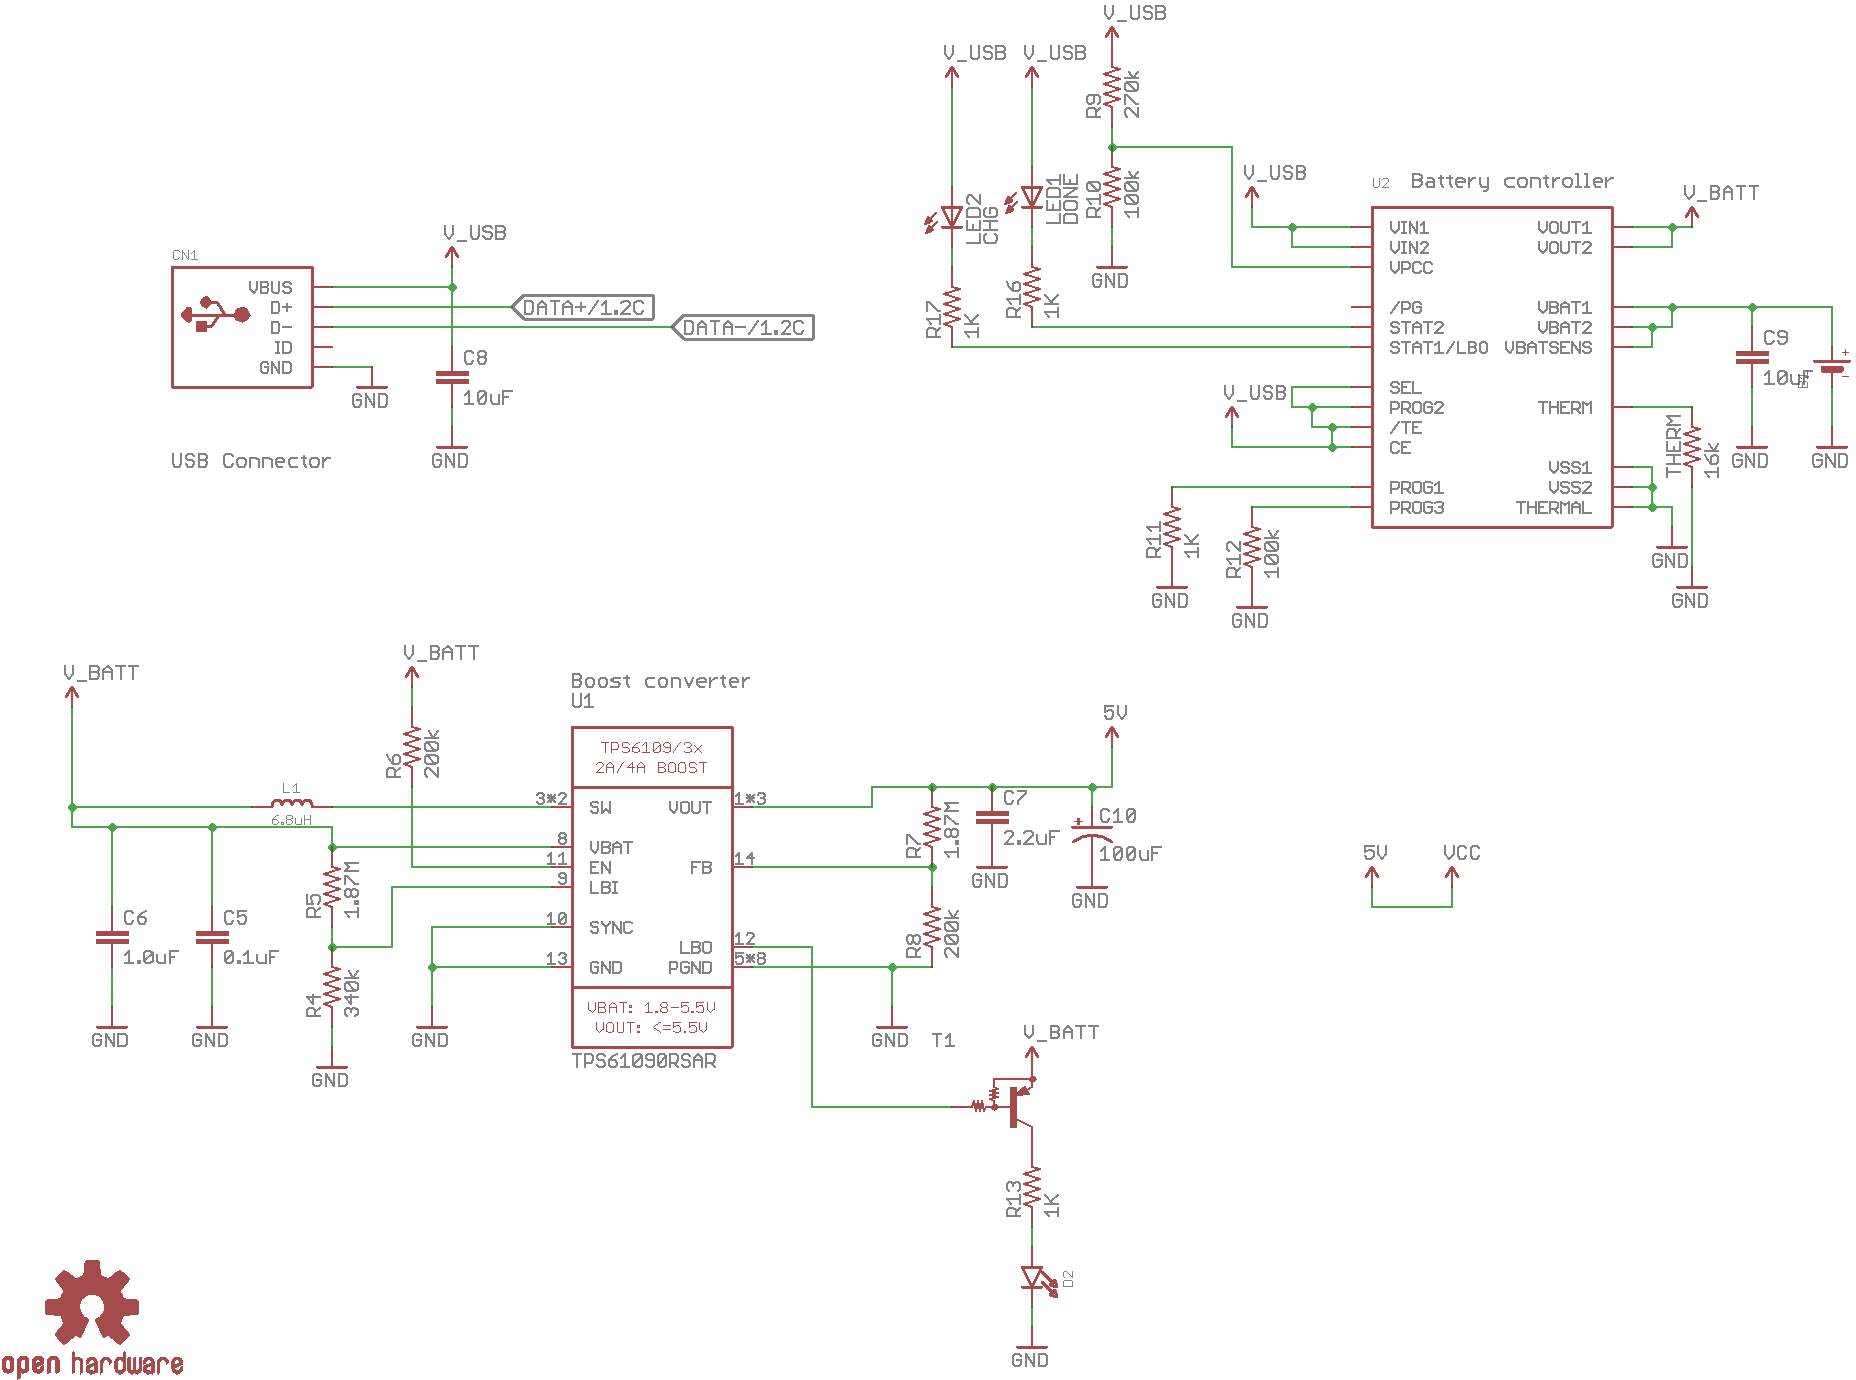 V_USB
V_USB
V_USB
R9
270k
V_USB
LED2
CHG
LED1
DONE
R10
100k
GND
R17
1K
R16
1K
U2
Battery controller
V_BATT
VIN1
VIN2
VPCC
/PG
STAT2
STAT1/LBO
SEL
PROG2
/TE
CE
PROG1
PROG3
VOUT1
VOUT2
VBAT1
VBAT2
VBATSENS
THERM
VSS1
VSS2
THERMAL
V_USB
R11
1K
GND
R12
100k
GND
THERM
16k
GND
GND
C9
10uF
GND
+
-
GND
CN1
VBUS
D+
D-
ID
GND
GND
V_USB
DATA+/1.2C
DATA-/1.2C
C8
10uF
GND
USB Connector
V_BATT
V_BATT
R6
200k
L1
6.8uH
C6
1.0uF
GND
C5
0.1uF
GND
R5
1.87M
R4
340k
GND
GND
Boost converter
U1
TPS6109/3x
2A/4A BOOST
3*2
SW
8
VBAT
11
EN
9
LBI
10
SYNC
13
GND
VOUT
1*3
FB
14
LBO
12
PGND
5*8
VBAT: 1.8-5.5V
VOUT: <=5.5V
TPS61090RSAR
5V
R7
1.87M
C7
2.2uF
GND
+
C10
100uF
GND
R8
200k
GND
T1
V_BATT
R13
1K
D2
GND
5V
VCC
open hardware